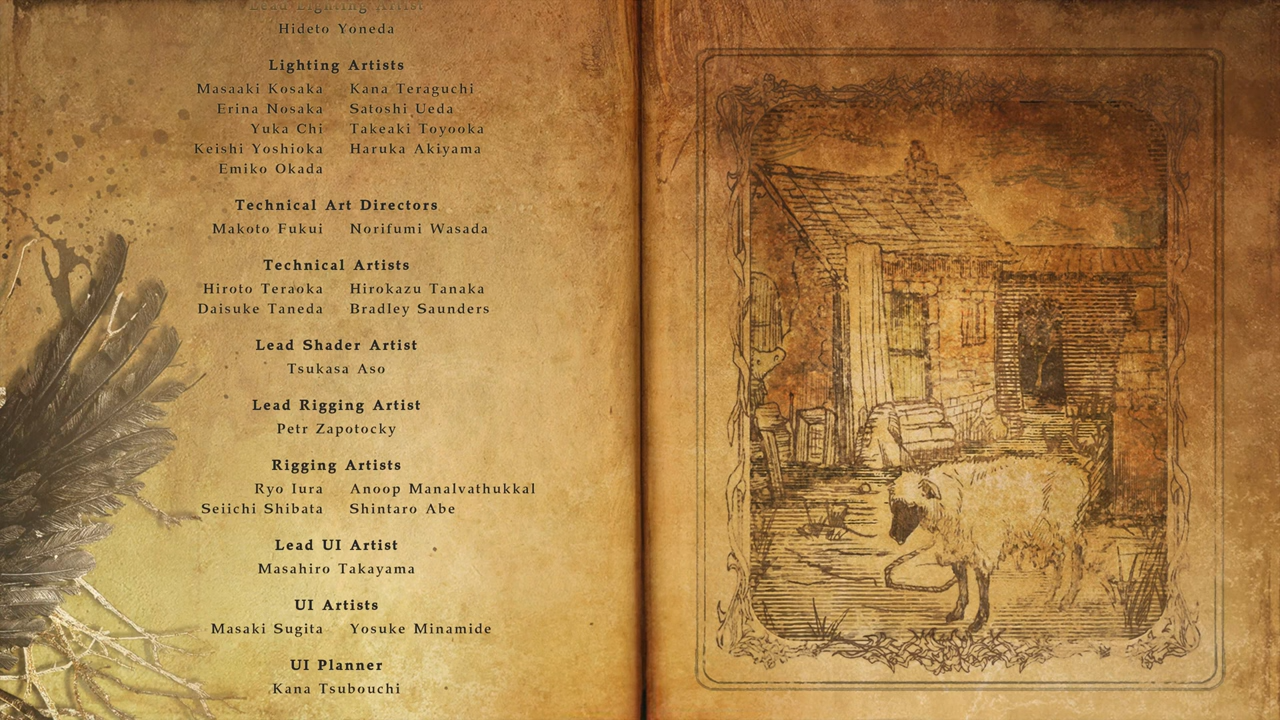 Lead Lighting Artist
Hideto Yoneda
Lighting Artists
Masaaki Kosaka Kana Teraguchi
Erina Nosaka Satoshi Ueda
Yuka Chi Takeaki Toyooka
Keishi Yoshioka Haruka Akiyama
Emiko Okada
Technical Art Directors
Makoto Fukui Norifumi Wasada
Technical Artists
Hiroto Teraoka Hirokazu Tanaka
Daisuke Taneda Bradley Saunders
Lead Shader Artist
Tsukasa Aso
Lead Rigging Artist
Petr Zapotocky
Rigging Artists
Ryo Iura Anoop Manalvathukkal
Seiichi Shibata Shintaro Abe
Lead UI Artist
Masahiro Takayama
UI Artists
Masaki Sugita Yosuke Minamide
UI Planner
Kana Tsubouchi